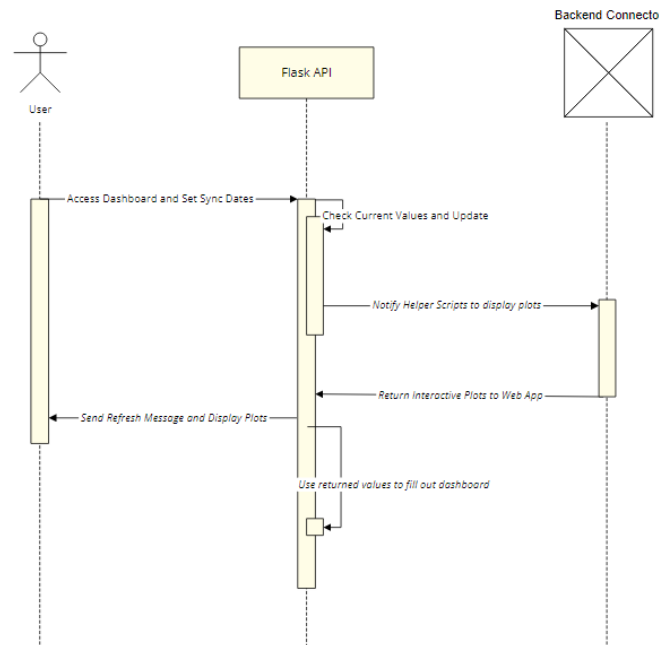 Backend Connecto
Flask API
User
Access Dashboard and Set Sync Dates
Check Current Values and Update
Notify Helper Scripts to display plots
Return Interactive Plots to Web App
Send Refresh Message and Display Plots
Use returned values to fill out dashboard